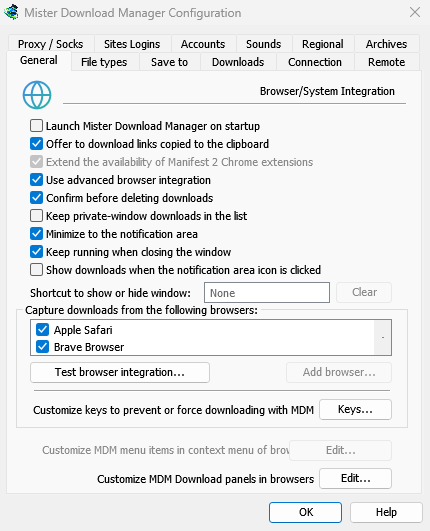 Mister Download Manager Configuration
Proxy / Socks Sites Logins Accounts Sounds Regional Archives
General File types Save to Downloads Connection Remote
Browser/System Integration
Launch Mister Download Manager on startup
Offer to download links copied to the clipboard
Extend the availability of Manifest 2 Chrome extensions
Use advanced browser integration
Confirm before deleting downloads
Keep private-window downloads in the list
Minimize to the notification area
Keep running when closing the window
Show downloads when the notification area icon is clicked
Shortcut to show or hide window: None Clear
Capture downloads from the following browsers:
Apple Safari
Brave Browser
Test browser integration... Add browser...
Customize keys to prevent or force downloading with MDM Keys...
Customize MDM menu items in context menu of brow Edit...
Customize MDM Download panels in browsers Edit...
OK Help